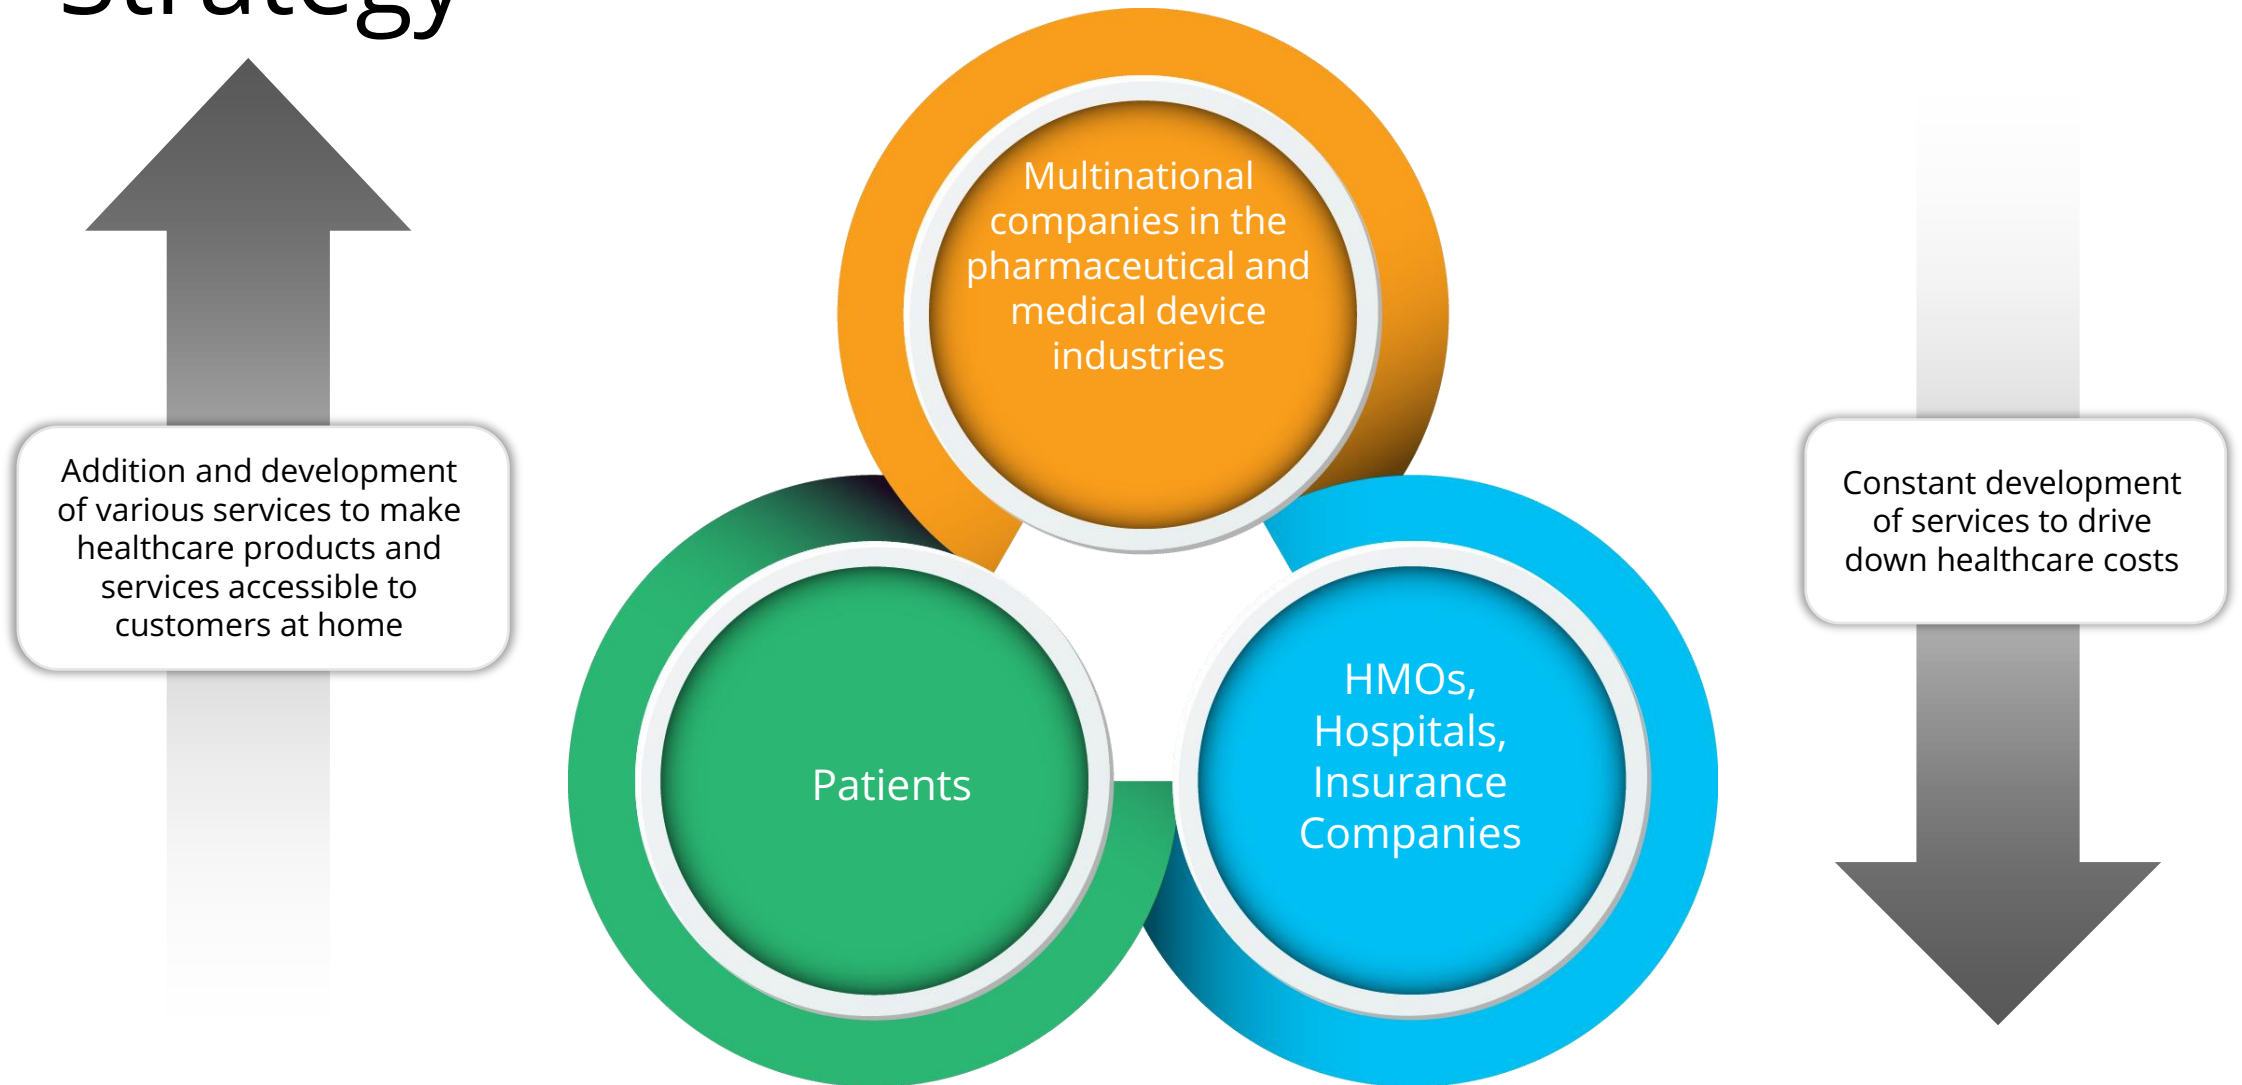 Strategy
Multinational
companies in the
pharmaceutical and
medical device
industries
Addition and development
of various services to make
healthcare products and
services accessible to
customers at home
Constant development
of services to drive
down healthcare costs
Patients
HMOs,
Hospitals,
Insurance
Companies